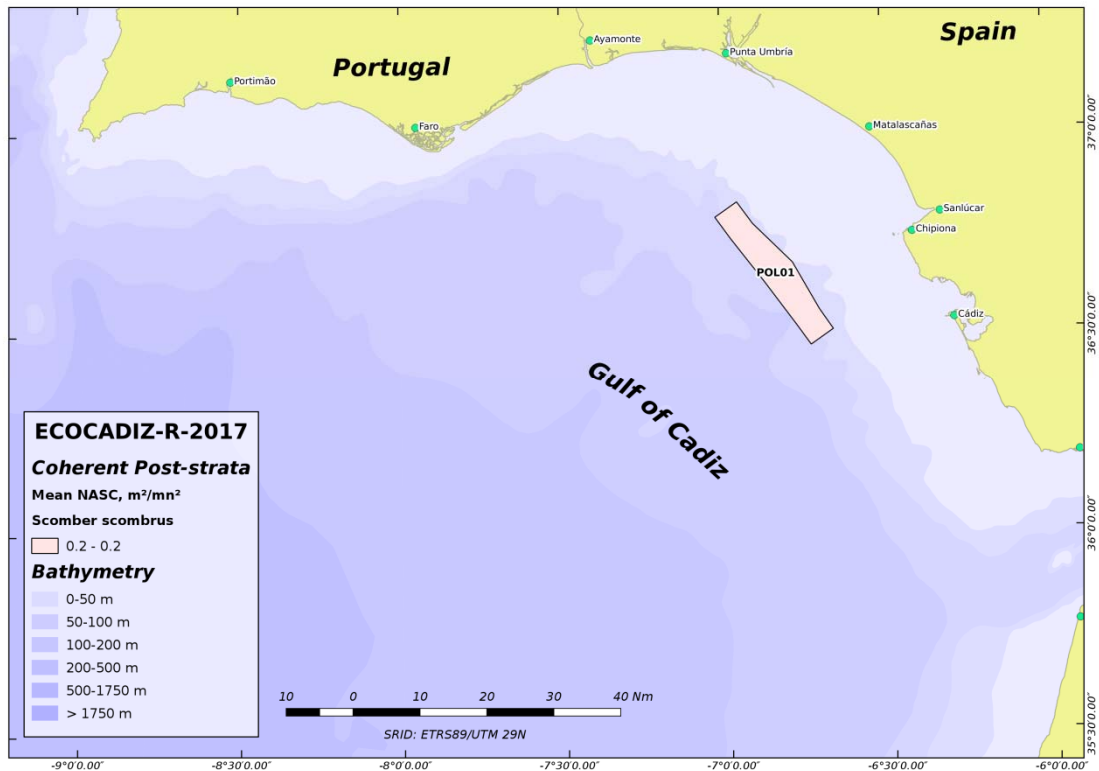 Spain
Portugal
Ayamonte
Punta Umbría
Portimão
Faro
Matalascañas
Sanlúcar
Chipiona
Cádiz
POL01
Gulf of Cadiz
37°0'0.00"
36°30'0.00"
36°0'0.00"
35°30'0.00"
ECOCADIZ-R-2017
Coherent Post-strata
Mean NASC, m²/mn²
Scomber scombrus
0.2 - 0.2
Bathymetry
0-50 m
50-100 m
100-200 m
200-500 m
500-1750 m
> 1750 m
10 0 10 20 30 40 Nm
SRID: ETRS89/UTM 29N
-9°0'0.00" -8°30'0.00" -8°0'0.00" -7°30'0.00" -7°0'0.00" -6°30'0.00" -6°0'0.00"